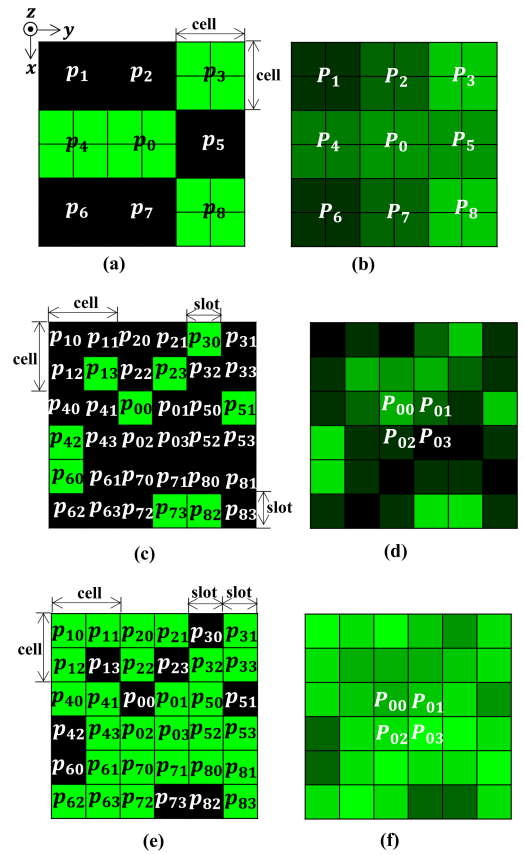 z
y
x
cell
cell
p1 p2 p3
p4 p0 p5
p6 p7 p8
(a)
P1 P2 P3
P4 P0 P5
P6 P7 P8
(b)
cell
slot
cell
p10 p11 p20 p21 p30 p31
p12 p13 p22 p23 p32 p33
p40 p41 p00 p01 p50 p51
p42 p43 p02 p03 p52 p53
p60 p61 p70 p71 p80 p81
p62 p63 p72 p73 p82 p83
slot
(c)
P00 P01
P02 P03
(d)
cell
slot slot
cell
p10 p11 p20 p21 p30 p31
p12 p13 p22 p23 p32 p33
p40 p41 p00 p01 p50 p51
p42 p43 p02 p03 p52 p53
p60 p61 p70 p71 p80 p81
p62 p63 p72 p73 p82 p83
(e)
P00 P01
P02 P03
(f)